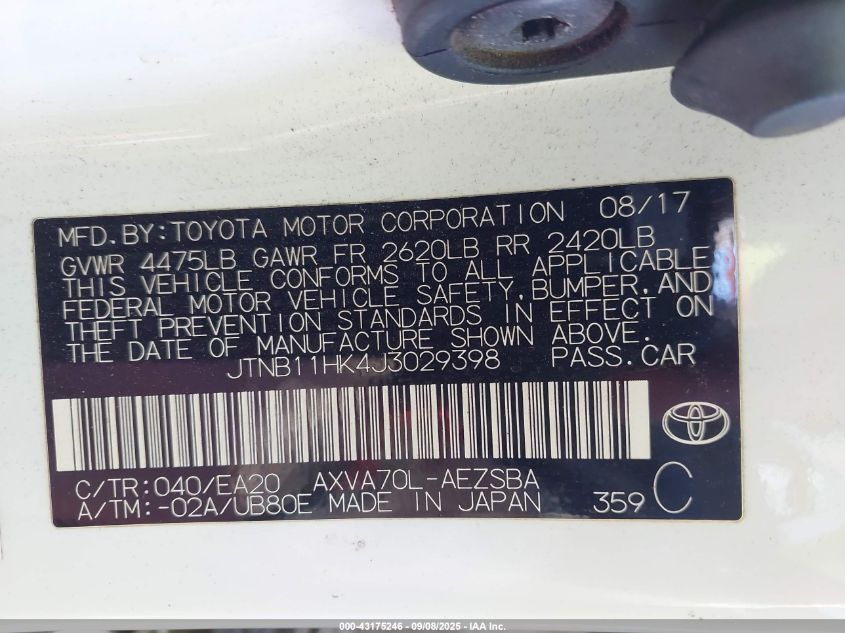 MFD.BY:TOYOTA MOTOR CORPORATION 08/17
GVWR 4475LB GAWR FR 2620LB RR 2420LB
THIS VEHICLE CONFORMS TO ALL APPLICABLE
FEDERAL MOTOR VEHICLE SAFETY,BUMPER,AND
THEFT PREVENTION STANDARDS IN EFFECT ON
THE DATE OF MANUFACTURE SHOWN ABOVE.
JTNB11HK4J3029398 PASS.CAR
C/TR:040/EA20 AXVA70L-AEZSBA
A/TM:-02A/UB80E MADE IN JAPAN 359 C
000-43175246 - 09/08/2025 - IAA Inc.